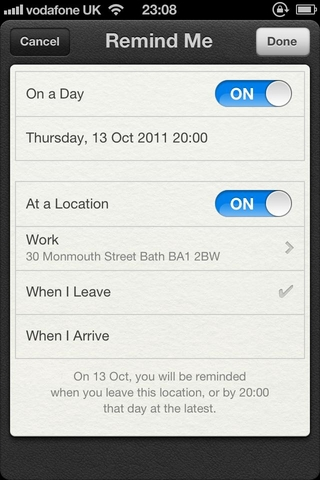 vodafone UK 23:08
Cancel Remind Me Done
On a Day ON
Thursday, 13 Oct 2011 20:00
At a Location ON
Work
30 Monmouth Street Bath BA1 2BW
When I Leave
When I Arrive
On 13 Oct, you will be reminded
when you leave this location, or by 20:00
that day at the latest.